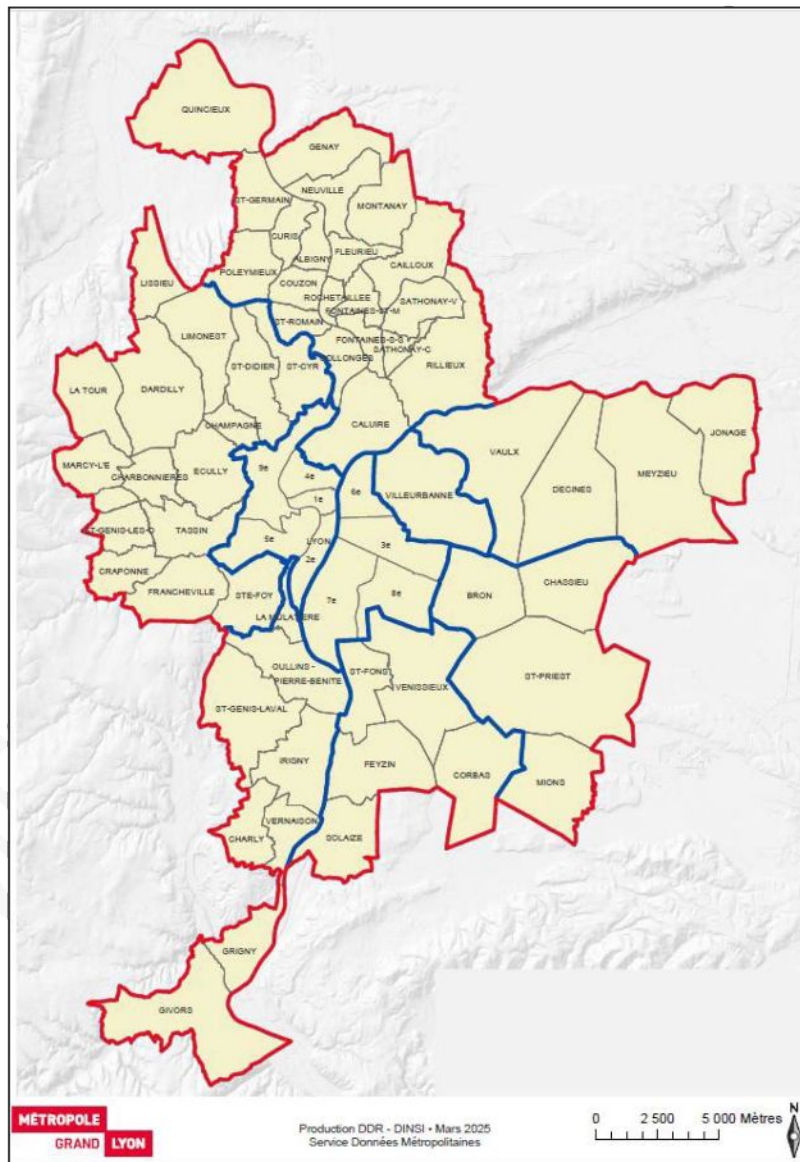 QUINCIEUX
GENAY
NEUVILLE
ST-GERMAIN
MONTANAY
CURIS
FLEURIEU
ALBIGNY
CAILLOUX
POLEYMIEUX
LISSIEU
COUZON
ROCHETAILLEE
SATHONAY-V
FONTAINES-ST-M
ST-ROMAIN
LIMONEST
FONTAINES-S-S
SATHONAY-C
COLLONGES
ST-DIDIER
ST-CYR
RILLIEUX
LA TOUR
DARDILLY
CHAMPAGNE
CALUIRE
JONAGE
VAULX
MARCY-L'E
ECULLY
9e
CHARBONNIERES
4e
MEYZIEU
1e
6e
VILLEURBANNE
DECINES
ST-GENIS-LES-O
TASSIN
5e
LYON
3e
2e
CRAPONNE
CHASSIEU
FRANCHEVILLE
STE-FOY
7e
8e
BRON
LA MULATIERE
OULLINS -
PIERRE-BENITE
ST-FONS
ST-PRIEST
VENISSIEUX
ST-GENIS-LAVAL
IRIGNY
FEYZIN
CORBAS
MIONS
VERNAISON
CHARLY
SOLAIZE
GRIGNY
GIVORS
MÉTROPOLE
GRAND LYON
Production DDR - DINSI • Mars 2025
Service Données Métropolitaines
0 2 500 5 000 Mètres
N